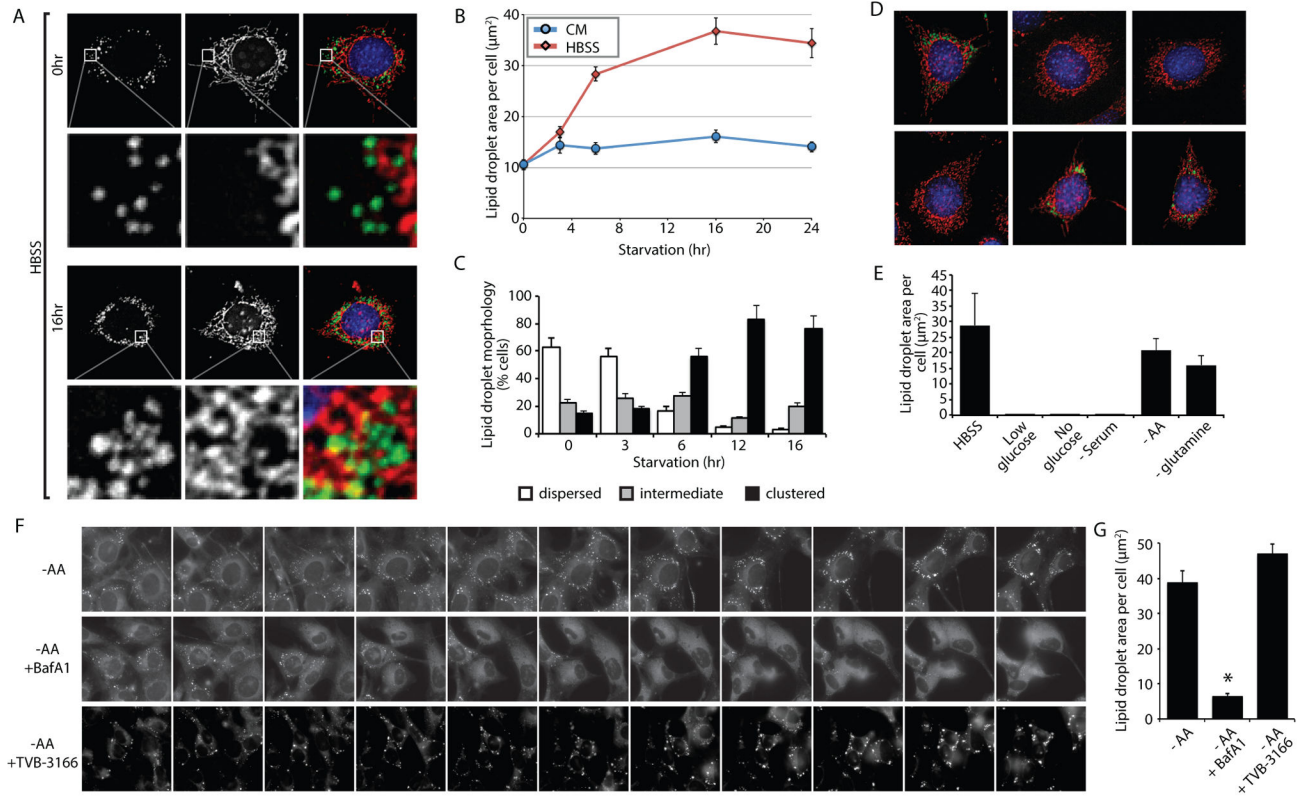 A
HBSS
0hr
16hr
B
Lipid droplet area per cell (µm²)
40
30
20
10
0
CM
HBSS
0
4
8
12
16
20
24
Starvation (hr)
C
Lipid droplet moprhology
(% cells)
100
80
60
40
20
0
0
3
6
12
16
Starvation (hr)
dispersed
intermediate
clustered
D
E
Lipid droplet area per
cell (µm²)
45
35
30
25
20
15
10
5
0
HBSS
Low
glucose
No
glucose
- Serum
- AA
- glutamine
F
-AA
-AA
+BafA1
-AA
+TVB-3166
G
Lipid droplet area per cell (µm²)
50
40
30
20
10
0
*
- AA
- AA
+ BafA1
- AA
+ TVB-3166